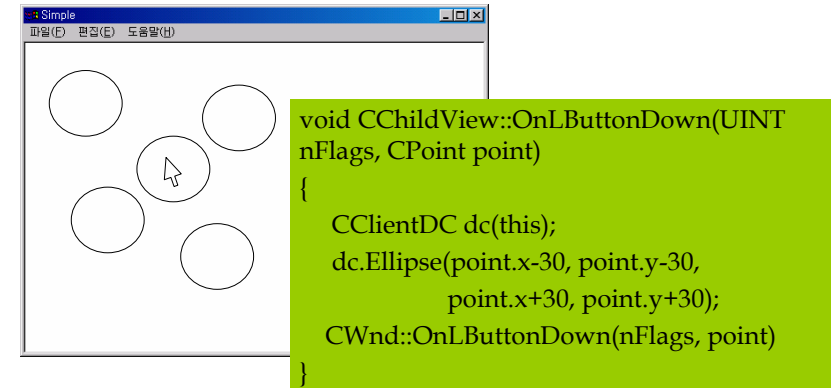 Simple
파일(F) 편집(E) 도움말(H)
void CChildView::OnLButtonDown(UINT
nFlags, CPoint point)
{
CClientDC dc(this);
dc.Ellipse(point.x-30, point.y-30,
point.x+30, point.y+30);
CWnd::OnLButtonDown(nFlags, point)
}